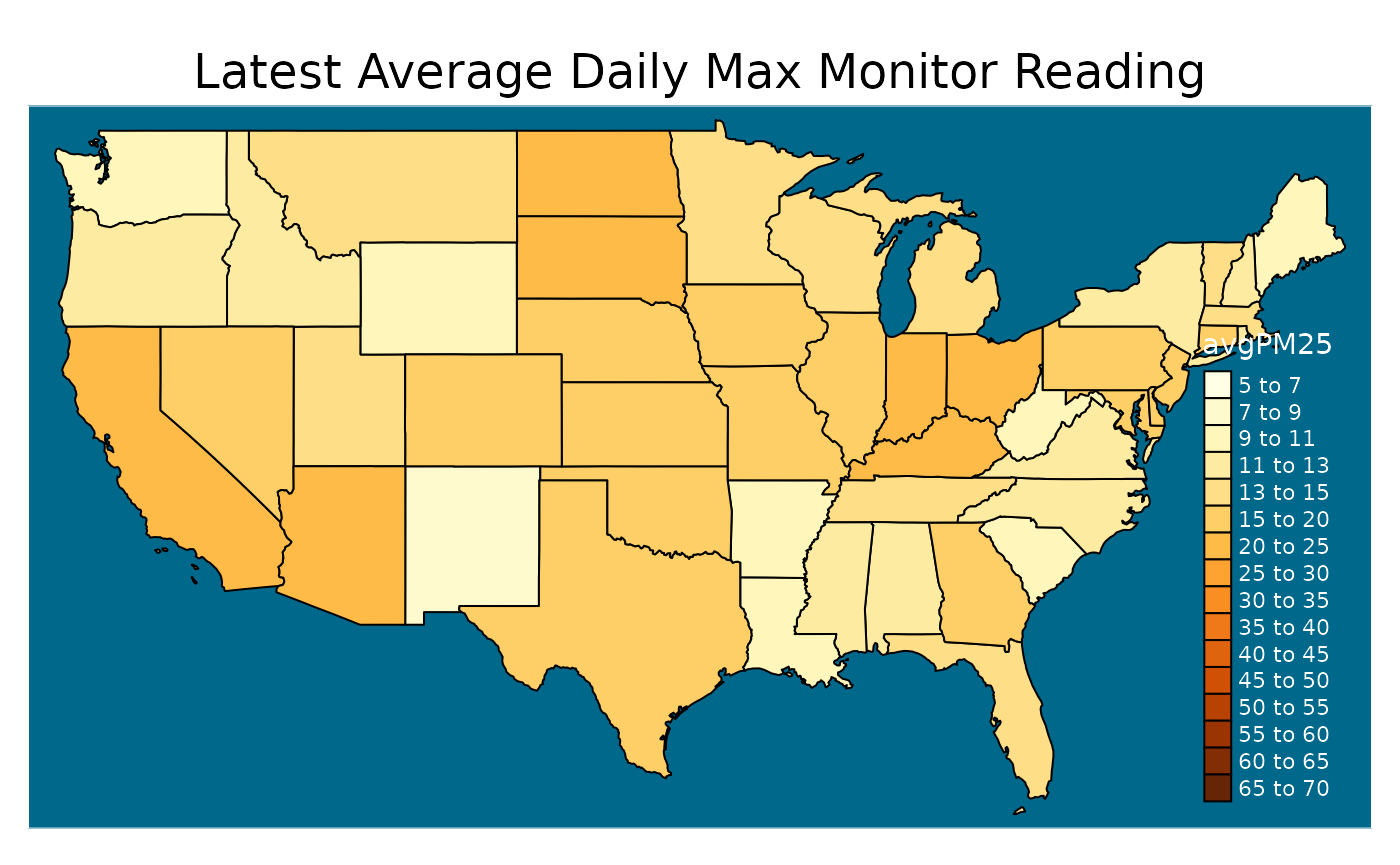 Latest Average Daily Max Monitor Reading
avgPM25
5 to 7
7 to 9
9 to 11
11 to 13
13 to 15
15 to 20
20 to 25
25 to 30
30 to 35
35 to 40
40 to 45
45 to 50
50 to 55
55 to 60
60 to 65
65 to 70